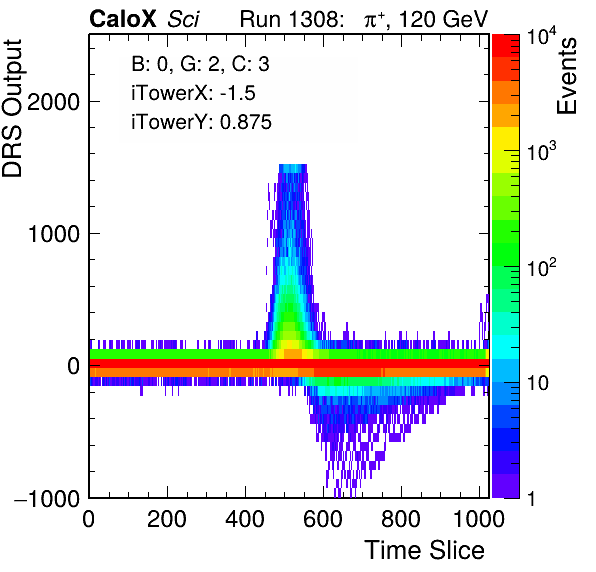 CaloX Sci Run 1308: π⁺, 120 GeV
B: 0, G: 2, C: 3
iTowerX: -1.5
iTowerY: 0.875
DRS Output
2000
1000
0
−1000
0 200 400 600 800 1000
Time Slice
Events
10⁴
10³
10²
10
1